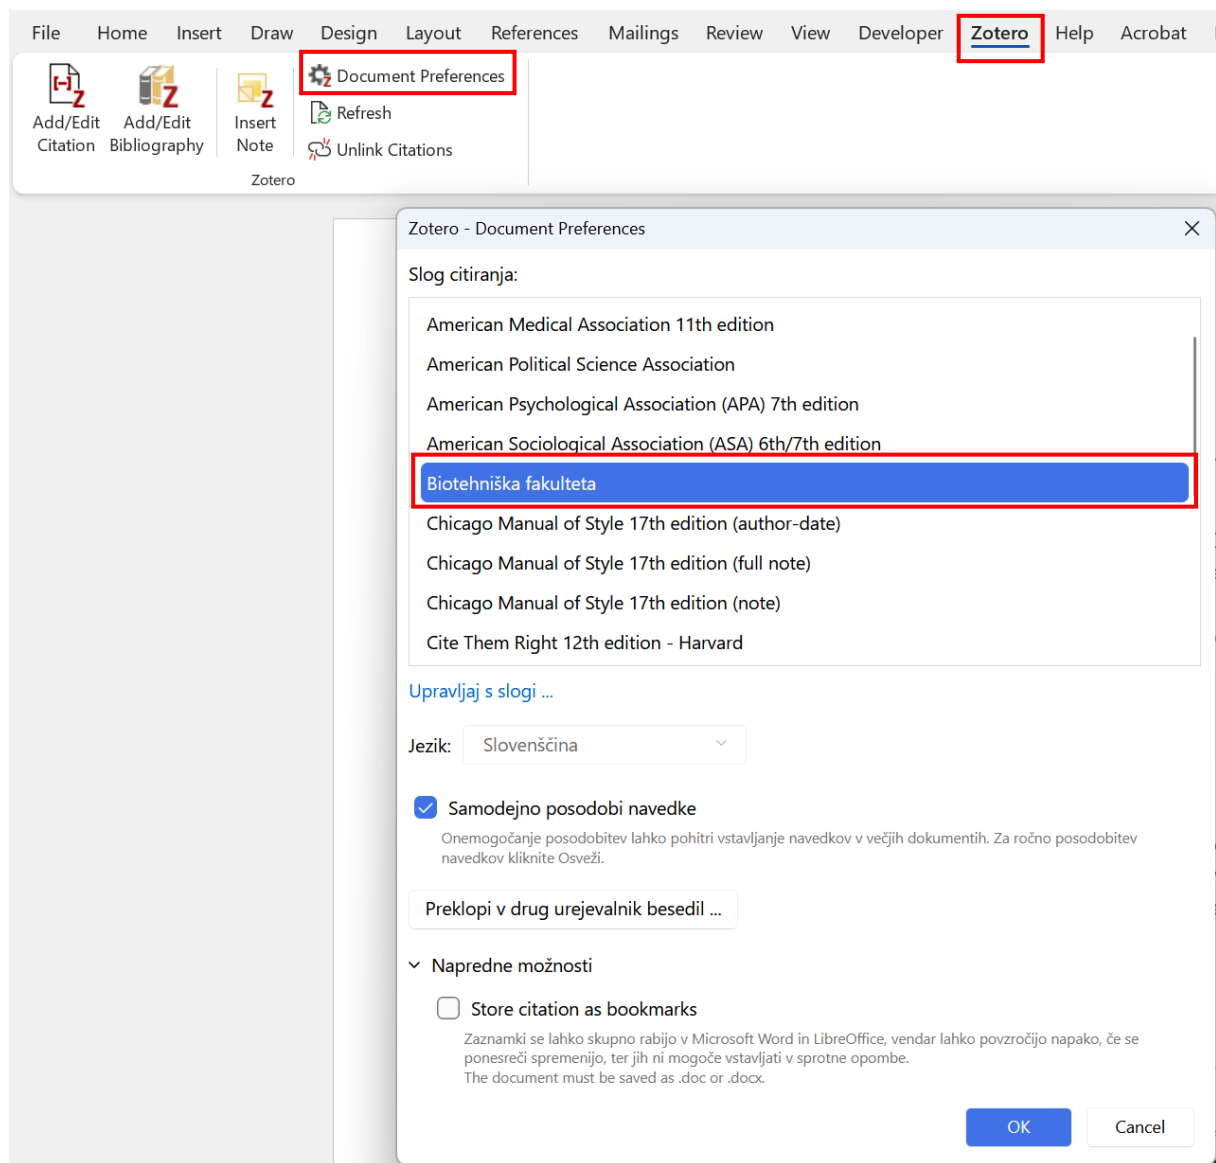 File Home Insert Draw Design Layout References Mailings Review View Developer Zotero Help Acrobat
Document Preferences
Refresh
Unlink Citations
Add/Edit
Citation
Add/Edit
Bibliography
Insert
Note
Zotero
Zotero - Document Preferences
Slog citiranja:
American Medical Association 11th edition
American Political Science Association
American Psychological Association (APA) 7th edition
American Sociological Association (ASA) 6th/7th edition
Biotehniška fakulteta
Chicago Manual of Style 17th edition (author-date)
Chicago Manual of Style 17th edition (full note)
Chicago Manual of Style 17th edition (note)
Cite Them Right 12th edition - Harvard
Upravljaj s slogi ...
Jezik: Slovenščina
Samodejno posodobi navedke
Onemogočanje posodobitev lahko pohitri vstavljanje navedkov v večjih dokumentih. Za ročno posodobitev
navedkov kliknite Osveži.
Preklopi v drug urejevalnik besedil ...
Napredne možnosti
Store citation as bookmarks
Zaznamki se lahko skupno rabijo v Microsoft Word in LibreOffice, vendar lahko povzročijo napako, če se
ponesreči spremenijo, ter jih ni mogoče vstavljati v sprotne opombe.
The document must be saved as .doc or .docx.
OK Cancel